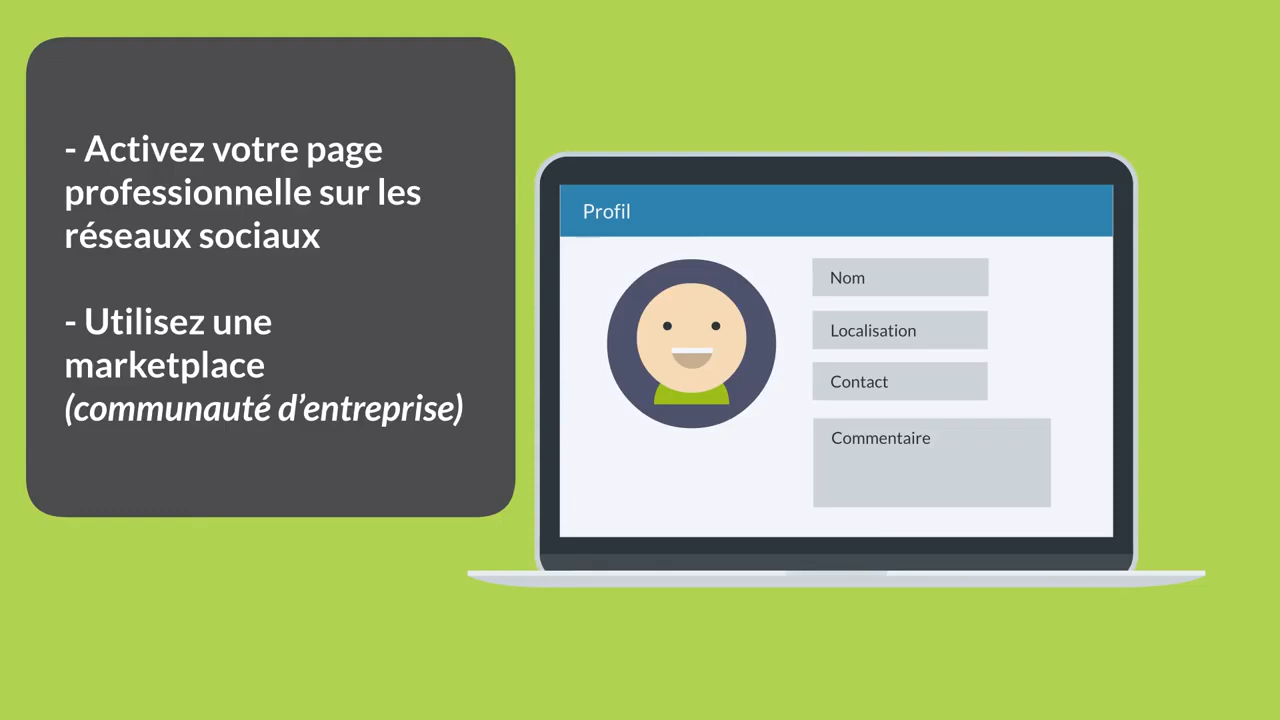 - Activez votre page
professionnelle sur les
réseaux sociaux
- Utilisez une
marketplace
(communauté d’entreprise)
Profil
Nom
Localisation
Contact
Commentaire